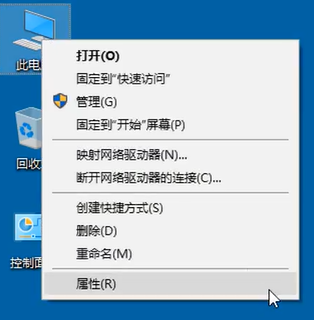 此电
打开(O)
固定到"快速访问"
管理(G)
固定到"开始"屏幕(P)
回收
映射网络驱动器(N)...
断开网络驱动器的连接(C)...
创建快捷方式(S)
删除(D)
重命名(M)
控制面
属性(R)